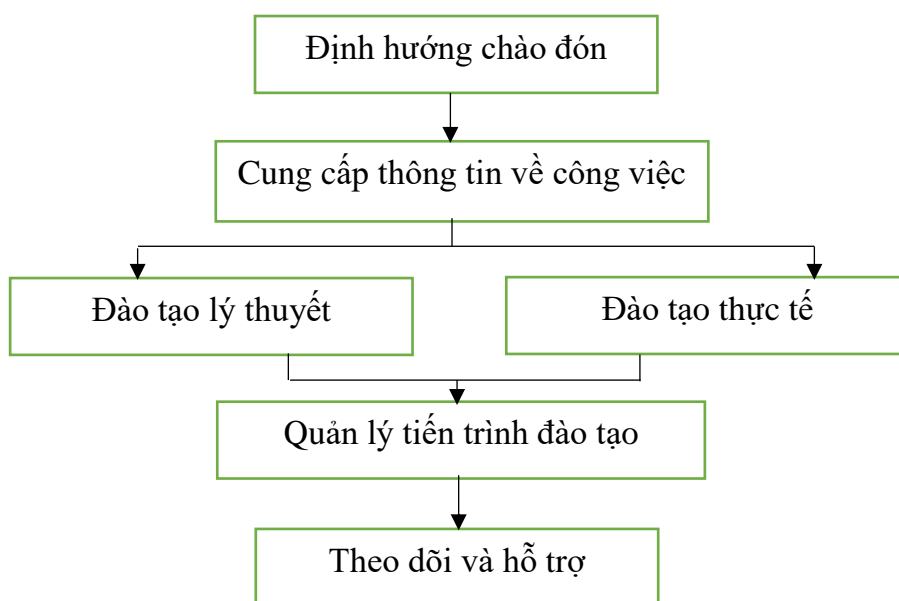 Định hướng chào đón
Cung cấp thông tin về công việc
Đào tạo lý thuyết
Đào tạo thực tế
Quản lý tiến trình đào tạo
Theo dõi và hỗ trợ